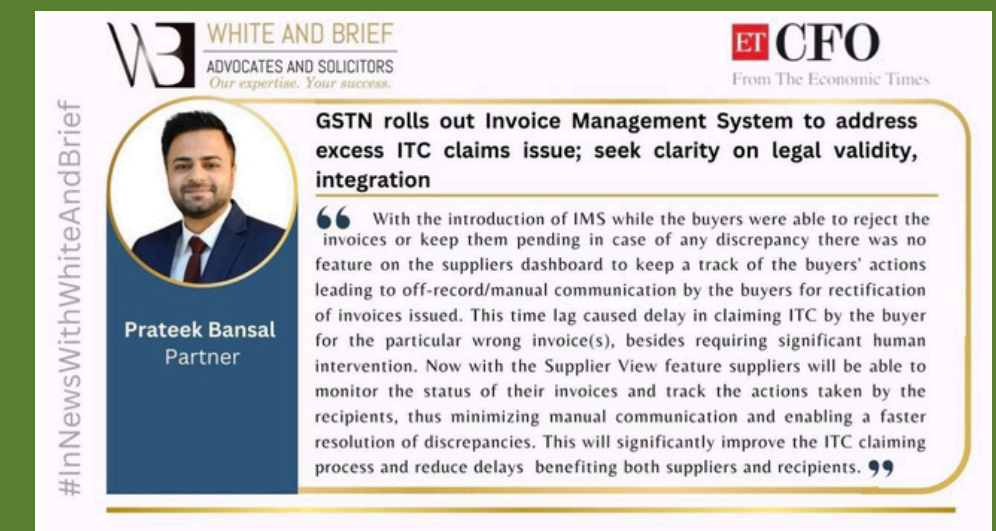 WB
WHITE AND BRIEF
ADVOCATES AND SOLICITORS
Our expertise. Your success.
ET CFO
From The Economic Times
#InNewsWithWhiteAndBrief
Prateek Bansal
Partner
GSTN rolls out Invoice Management System to address
excess ITC claims issue; seek clarity on legal validity,
integration
“ With the introduction of IMS while the buyers were able to reject the
invoices or keep them pending in case of any discrepancy there was no
feature on the suppliers dashboard to keep a track of the buyers' actions
leading to off-record/manual communication by the buyers for rectification
of invoices issued. This time lag caused delay in claiming ITC by the buyer
for the particular wrong invoice(s), besides requiring significant human
intervention. Now with the Supplier View feature suppliers will be able to
monitor the status of their invoices and track the actions taken by the
recipients, thus minimizing manual communication and enabling a faster
resolution of discrepancies. This will significantly improve the ITC claiming
process and reduce delays benefiting both suppliers and recipients. ”